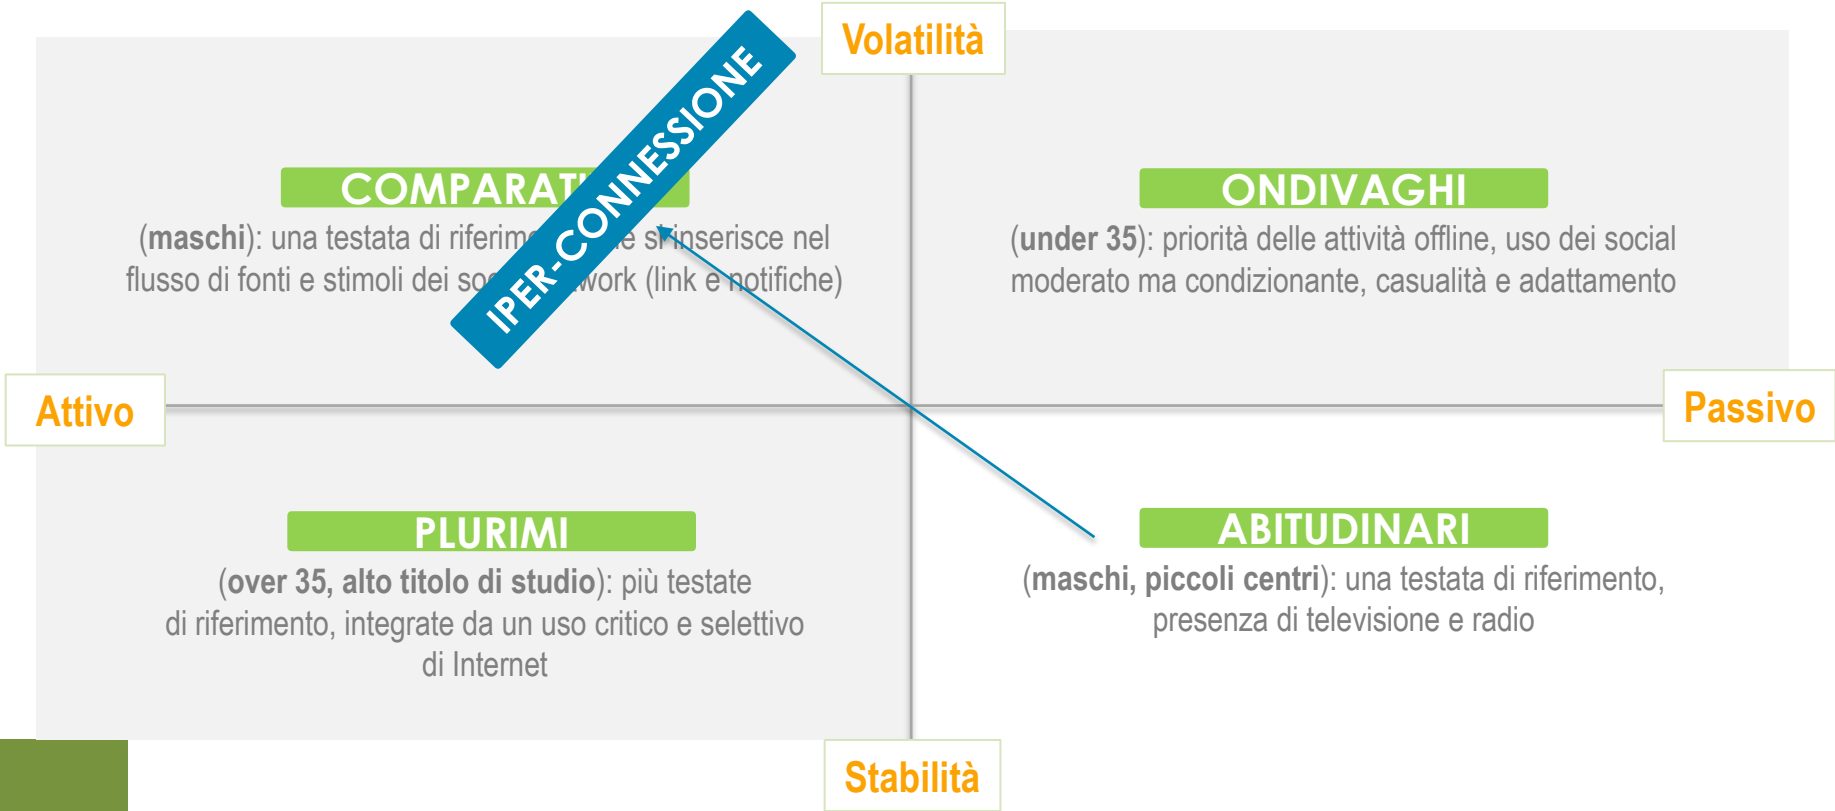 Volatilità
IPER-CONNESSIONE
COMPARATI
(maschi): una testata di riferim e si inserisce nel
flusso di fonti e stimoli dei so work (link e notifiche)
ONDIVAGHI
(under 35): priorità delle attività offline, uso dei social
moderato ma condizionante, casualità e adattamento
Attivo
Passivo
PLURIMI
(over 35, alto titolo di studio): più testate
di riferimento, integrate da un uso critico e selettivo
di Internet
ABITUDINARI
(maschi, piccoli centri): una testata di riferimento,
presenza di televisione e radio
Stabilità